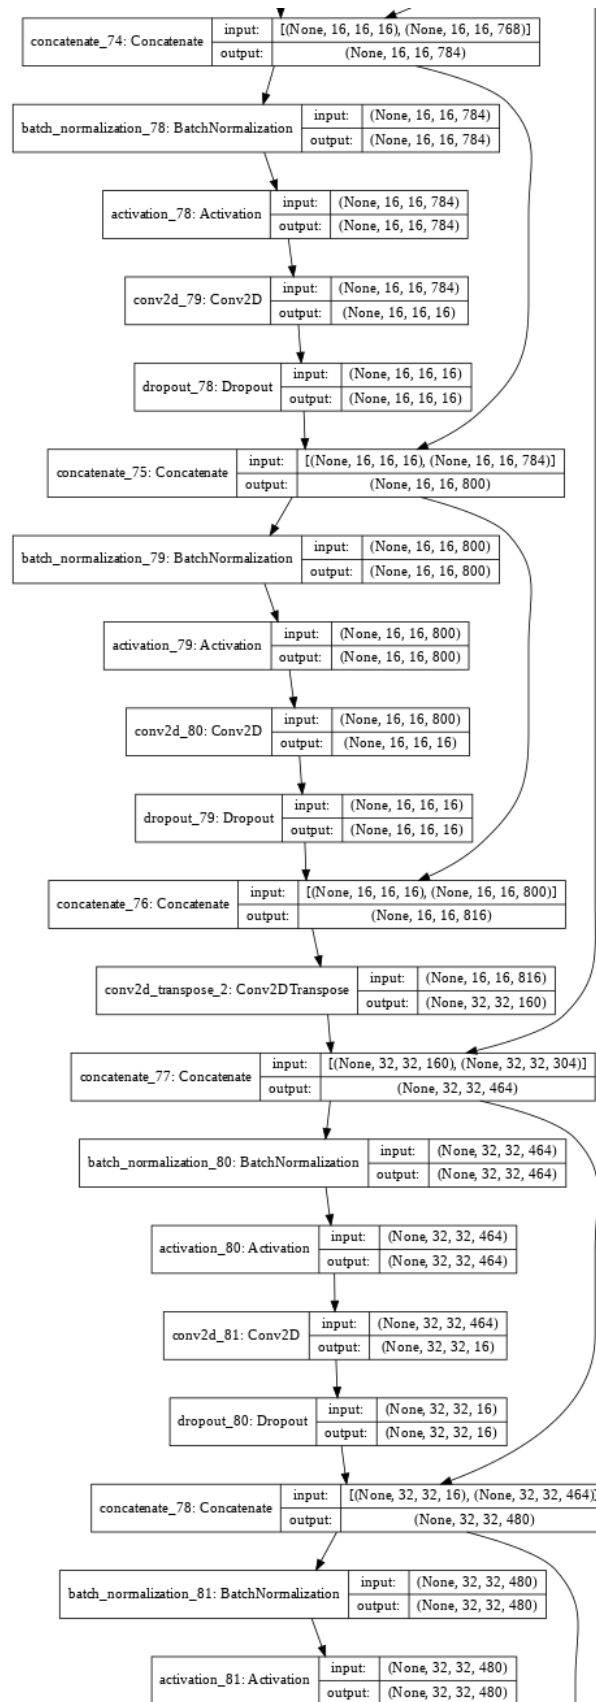 concatenate_74: Concatenate
input: [(None, 16, 16, 16), (None, 16, 16, 768)]
output: (None, 16, 16, 784)
batch_normalization_78: BatchNormalization
input: (None, 16, 16, 784)
output: (None, 16, 16, 784)
activation_78: Activation
input: (None, 16, 16, 784)
output: (None, 16, 16, 784)
conv2d_79: Conv2D
input: (None, 16, 16, 784)
output: (None, 16, 16, 16)
dropout_78: Dropout
input: (None, 16, 16, 16)
output: (None, 16, 16, 16)
concatenate_75: Concatenate
input: [(None, 16, 16, 16), (None, 16, 16, 784)]
output: (None, 16, 16, 800)
batch_normalization_79: BatchNormalization
input: (None, 16, 16, 800)
output: (None, 16, 16, 800)
activation_79: Activation
input: (None, 16, 16, 800)
output: (None, 16, 16, 800)
conv2d_80: Conv2D
input: (None, 16, 16, 800)
output: (None, 16, 16, 16)
dropout_79: Dropout
input: (None, 16, 16, 16)
output: (None, 16, 16, 16)
concatenate_76: Concatenate
input: [(None, 16, 16, 16), (None, 16, 16, 800)]
output: (None, 16, 16, 816)
conv2d_transpose_2: Conv2DTranspose
input: (None, 16, 16, 816)
output: (None, 32, 32, 160)
concatenate_77: Concatenate
input: [(None, 32, 32, 160), (None, 32, 32, 304)]
output: (None, 32, 32, 464)
batch_normalization_80: BatchNormalization
input: (None, 32, 32, 464)
output: (None, 32, 32, 464)
activation_80: Activation
input: (None, 32, 32, 464)
output: (None, 32, 32, 464)
conv2d_81: Conv2D
input: (None, 32, 32, 464)
output: (None, 32, 32, 16)
dropout_80: Dropout
input: (None, 32, 32, 16)
output: (None, 32, 32, 16)
concatenate_78: Concatenate
input: [(None, 32, 32, 16), (None, 32, 32, 464)]
output: (None, 32, 32, 480)
batch_normalization_81: BatchNormalization
input: (None, 32, 32, 480)
output: (None, 32, 32, 480)
activation_81: Activation
input: (None, 32, 32, 480)
output: (None, 32, 32, 480)